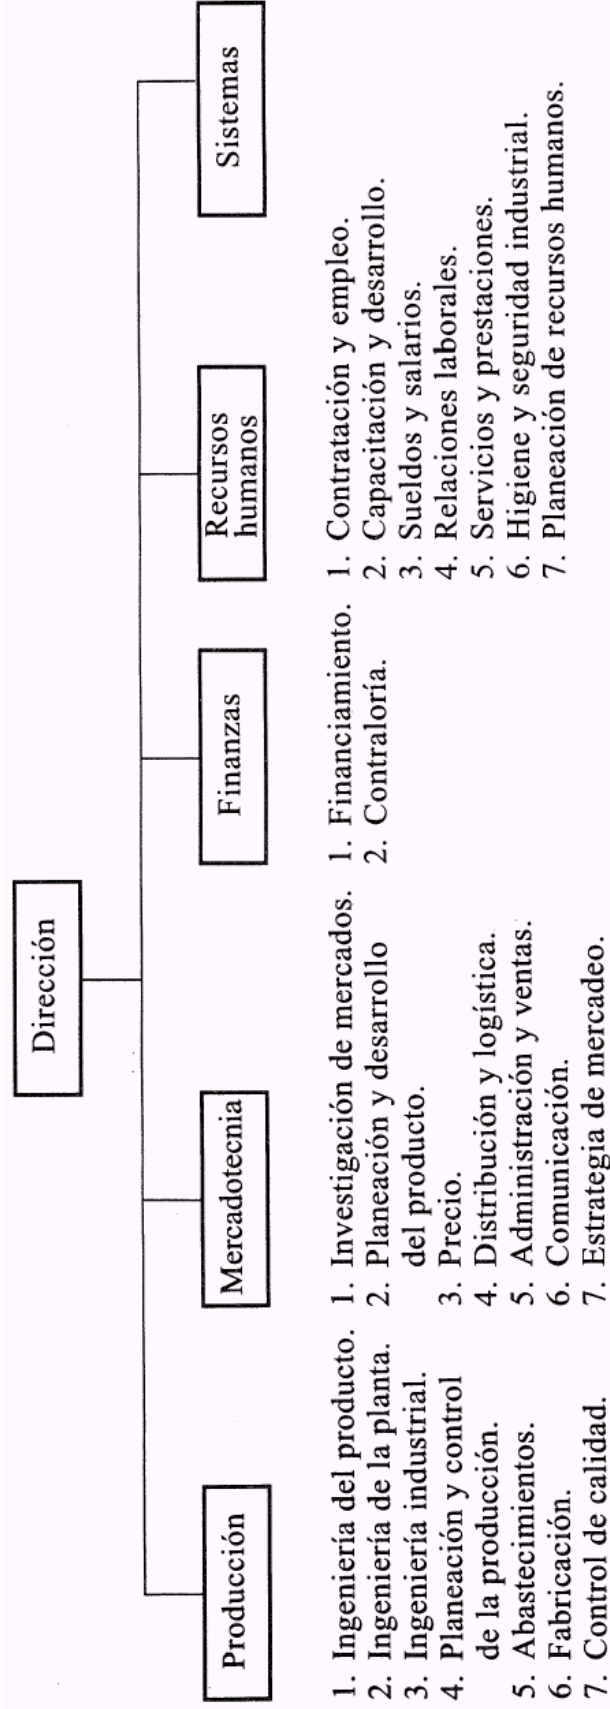 Dirección
Producción
Mercadotecnia
Finanzas
Recursos
humanos
Sistemas
1. Ingeniería del producto.
2. Ingeniería de la planta.
3. Ingeniería industrial.
4. Planeación y control
de la producción.
5. Abastecimientos.
6. Fabricación.
7. Control de calidad.
1. Investigación de mercados.
2. Planeación y desarrollo
del producto.
3. Precio.
4. Distribución y logística.
5. Administración y ventas.
6. Comunicación.
7. Estrategia de mercadeo.
1. Financiamiento.
2. Contraloría.
1. Contratación y empleo.
2. Capacitación y desarrollo.
3. Sueldos y salarios.
4. Relaciones laborales.
5. Servicios y prestaciones.
6. Higiene y seguridad industrial.
7. Planeación de recursos humanos.